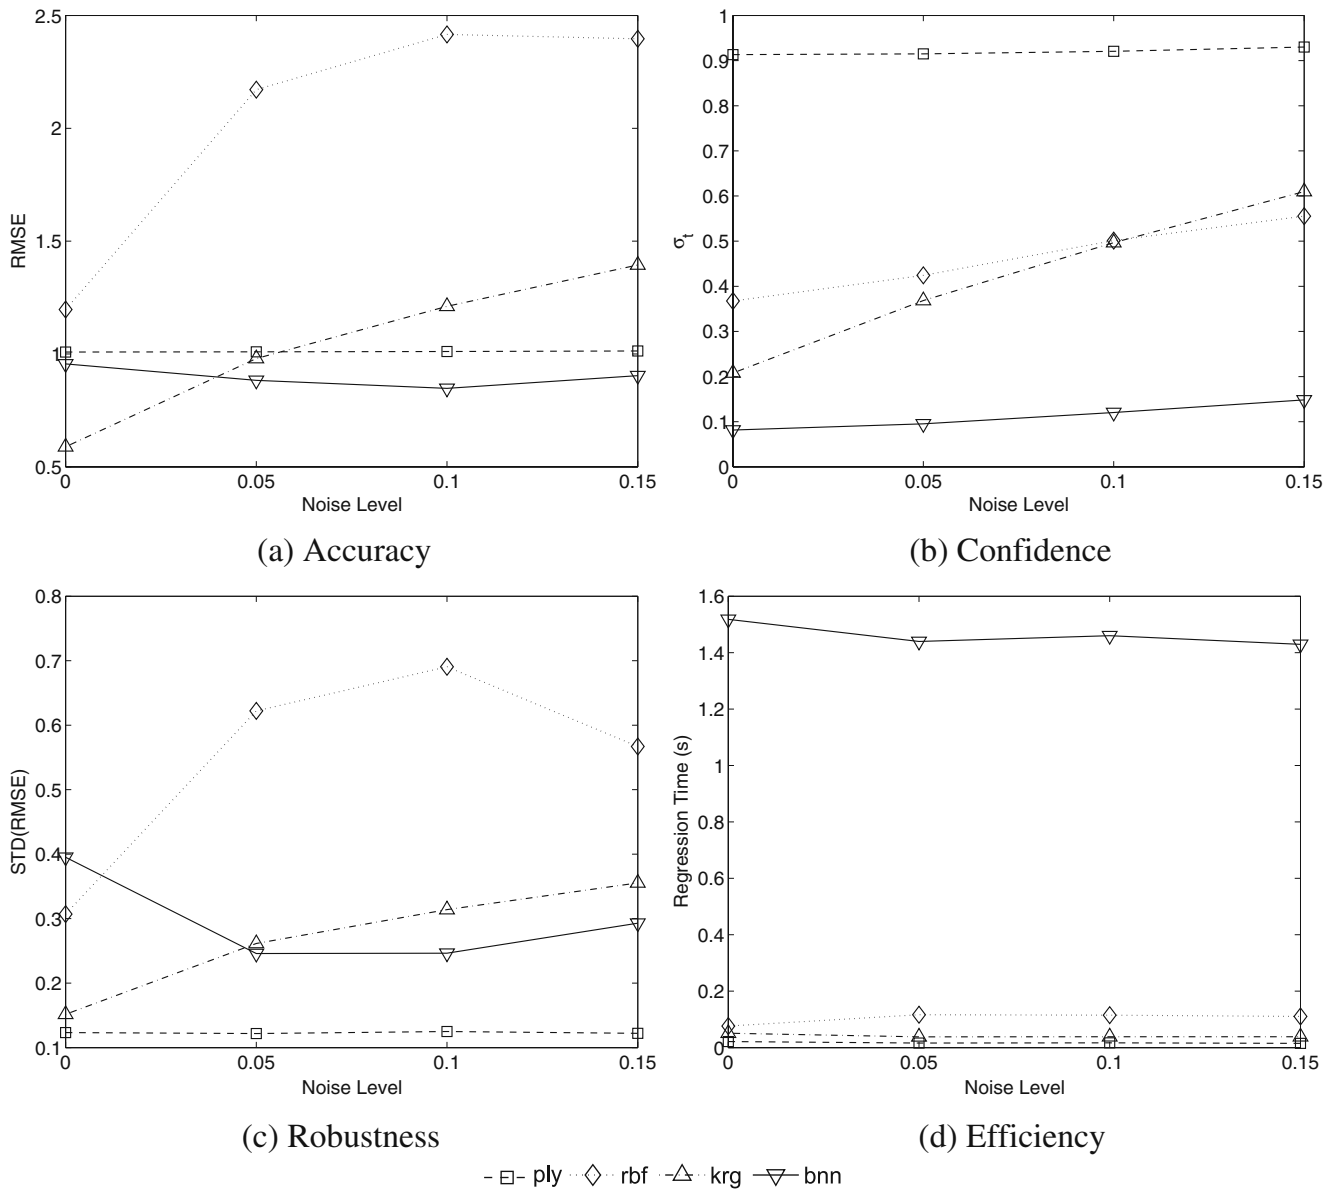 2.5
2
1.5
1
0.5
RMSE
0 0.05 0.1 0.15
Noise Level
(a) Accuracy
1
0.9
0.8
0.7
0.6
0.5
0.4
0.3
0.2
0.1
0
σt
0 0.05 0.1 0.15
Noise Level
(b) Confidence
0.8
0.7
0.6
0.5
0.4
0.3
0.2
0.1
STD(RMSE)
0 0.05 0.1 0.15
Noise Level
(c) Robustness
1.6
1.4
1.2
1
0.8
0.6
0.4
0.2
0
Regression Time (s)
0 0.05 0.1 0.15
Noise Level
(d) Efficiency
ply rbf krg bnn